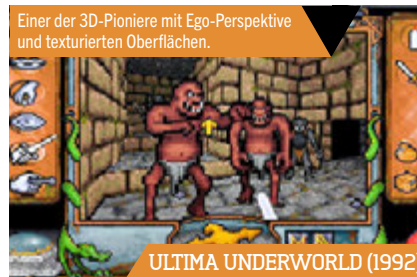 Einer der 3D-Pioniere mit Ego-Perspektive
und texturierten Oberflächen.
ULTIMA UNDERWORLD (1992